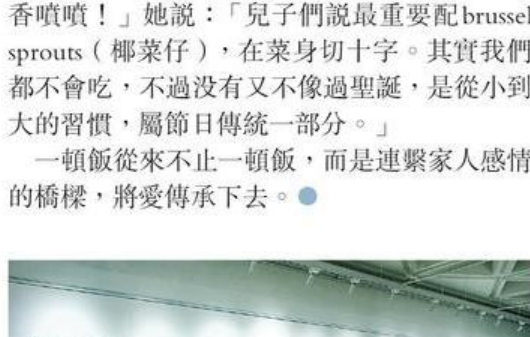 香噴噴！」她說：「兒子們說最重要配brussel
sprouts（椰菜仔），在菜身切十字。其實我們
都不會吃，不過没有又不像過聖誕，是從小到
大的習慣，屬節日傳統一部分。」
一頓飯從來不止一頓飯，而是連繫家人感情
的橋樑，將愛傳承下去。